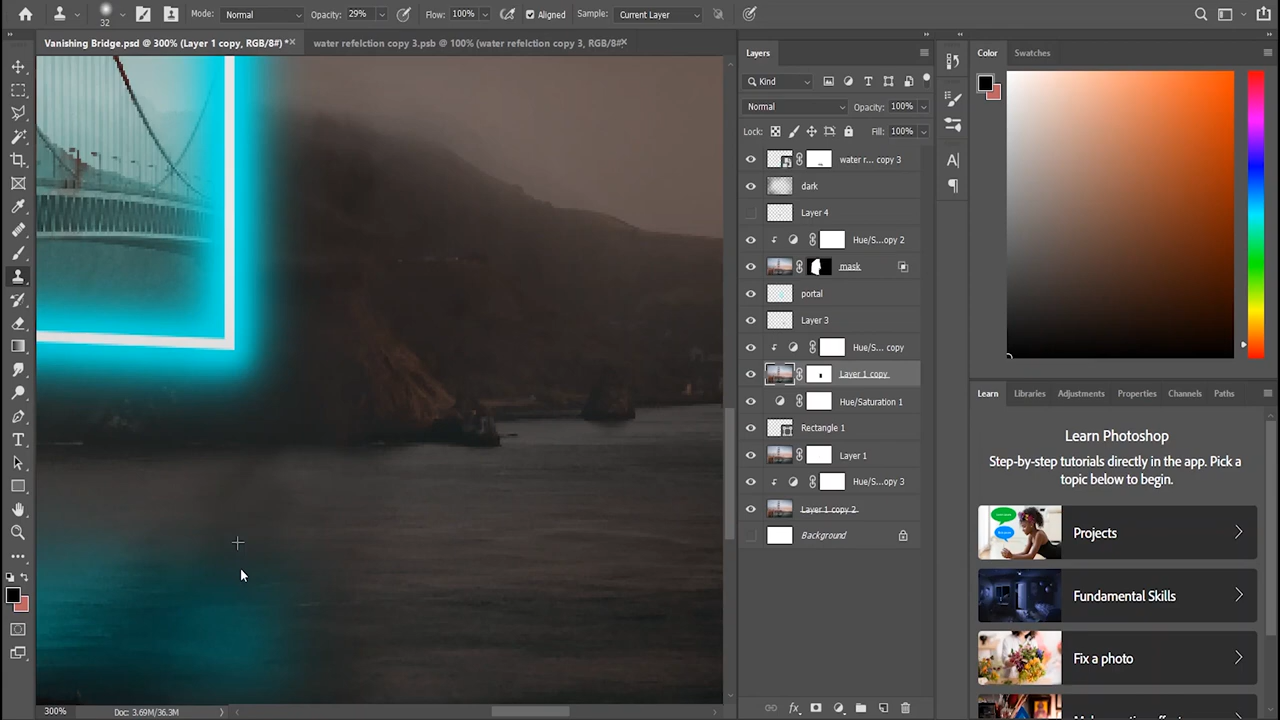 Mode: Normal Opacity: 29% Flow: 100% Aligned Sample: Current Layer
32
Vanishing Bridge.psd @ 300% (Layer 1 copy, RGB/8#) * ×
water refelction copy 3.psb @ 100% (water refelction copy 3, RGB/8#) ×
Layers
Kind
Normal Opacity: 100%
Lock: Fill: 100%
water r... copy 3
dark
Layer 4
Hue/S...opy 2
mask
portal
Layer 3
Hue/S... copy
Layer 1 copy
Hue/Saturation 1
Rectangle 1
Layer 1
Hue/S...opy 3
Layer 1 copy 2
Background
Color Swatches
Learn Libraries Adjustments Properties Channels Paths
Learn Photoshop
Step-by-step tutorials directly in the app. Pick a
topic below to begin.
Projects
Fundamental Skills
Fix a photo
300% Doc: 3.69M/36.3M